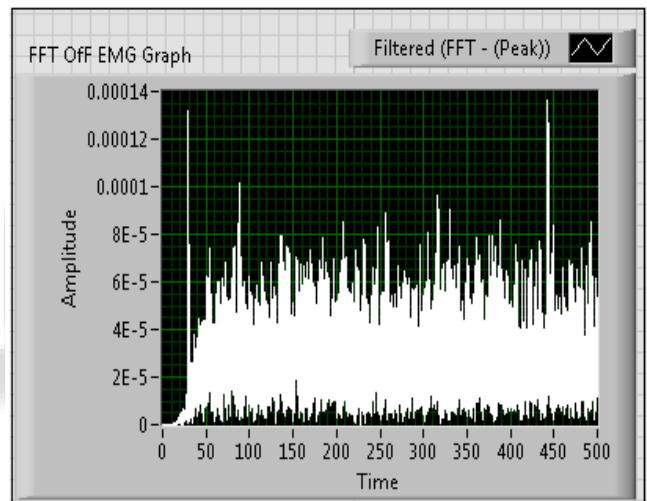 FFT OfF EMG Graph
Filtered (FFT - (Peak))
0.00014
0.00012
0.0001
8E-5
6E-5
4E-5
2E-5
0
Amplitude
0 50 100 150 200 250 300 350 400 450 500
Time